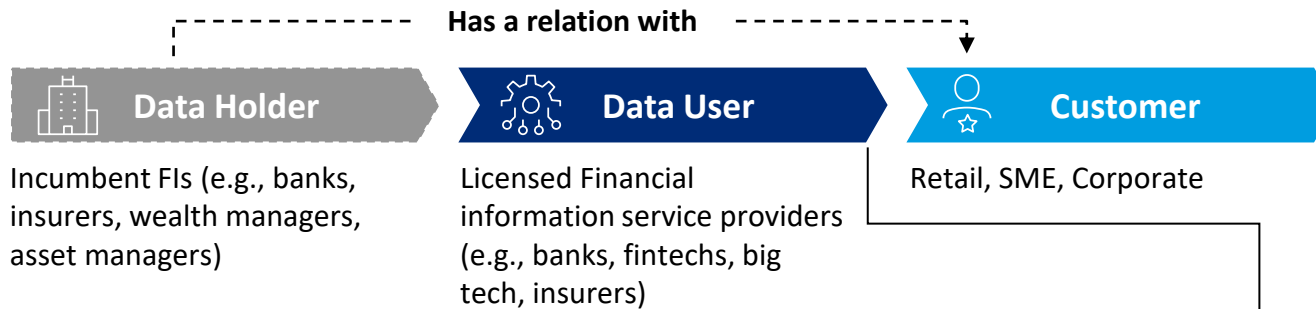 Has a relation with
Data Holder
Data User
Customer
Incumbent FIs (e.g., banks,
insurers, wealth managers,
asset managers)
Licensed Financial
information service providers
(e.g., banks, fintechs, big
tech, insurers)
Retail, SME, Corporate